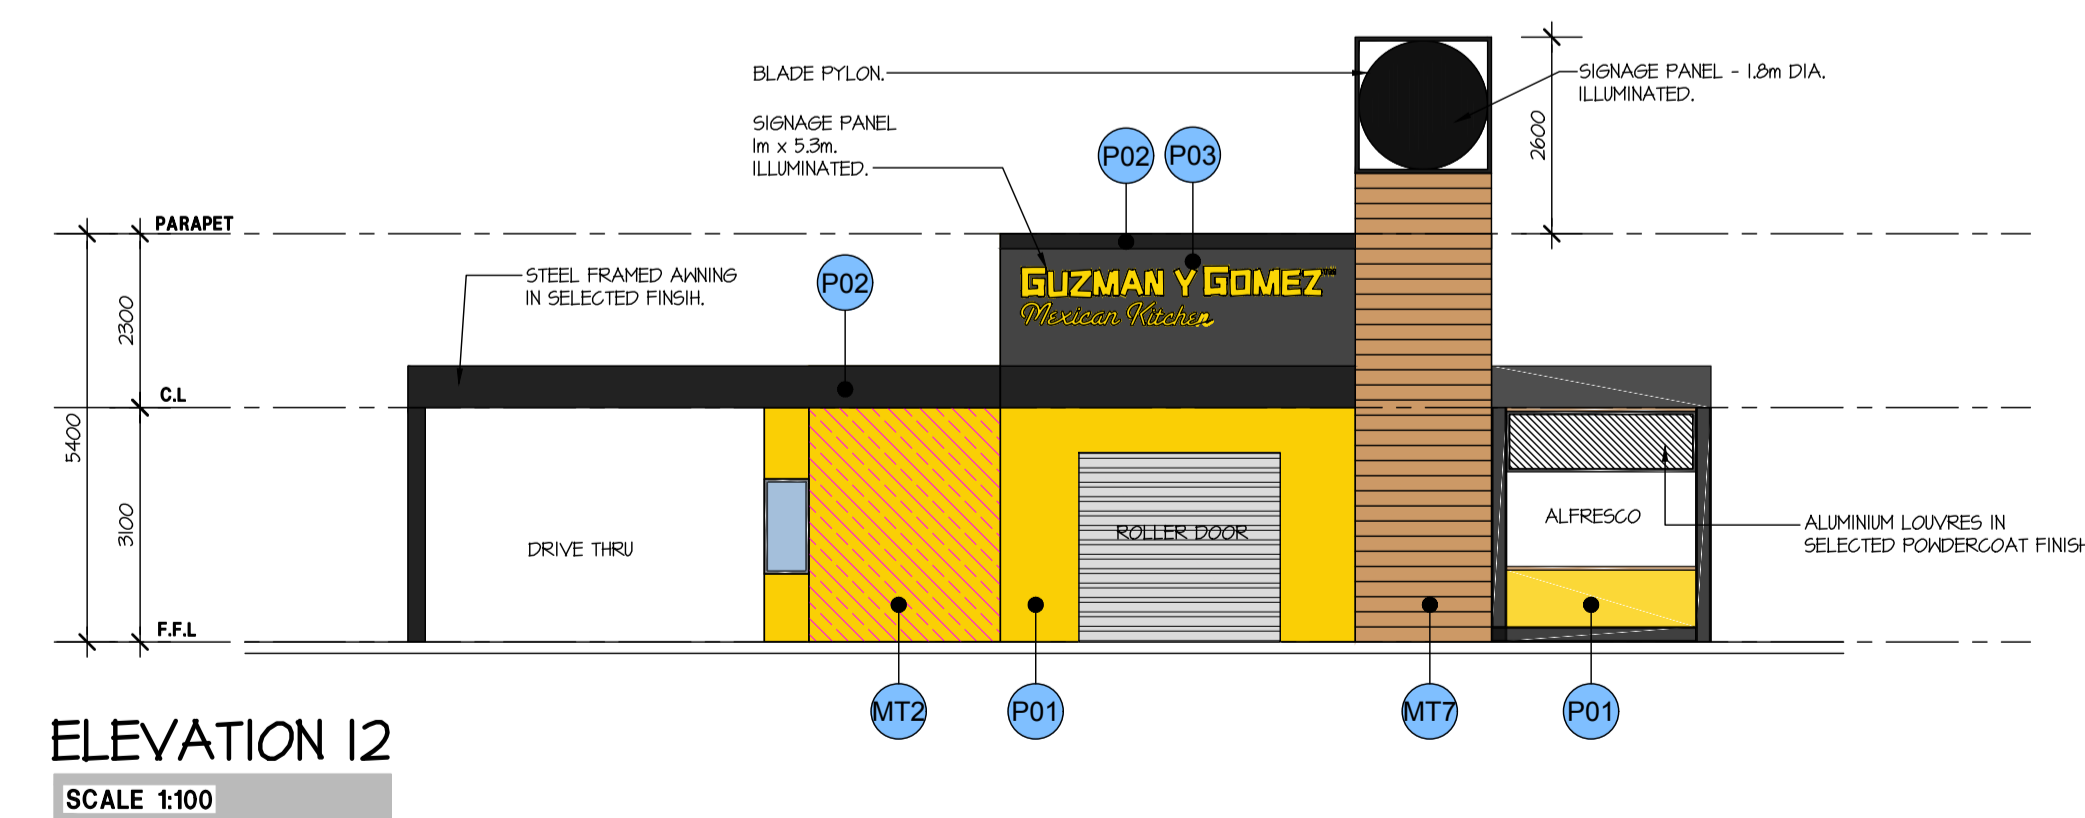 BLADE PYLON.
SIGNAGE PANEL - 1.8m DIA.
ILLUMINATED.
SIGNAGE PANEL
1m x 5.3m.
ILLUMINATED.
P02
P03
2600
PARAPET
STEEL FRAMED AWNING
IN SELECTED FINSIH.
P02
GUZMAN Y GOMEZ™
Mexican Kitchen
2300
C.L
5400
3100
DRIVE THRU
ROLLER DOOR
ALFRESCO
ALUMINIUM LOUVRES IN
SELECTED POWDERCOAT FINISH
F.F.L
MT2
P01
MT7
P01
ELEVATION 12
SCALE 1:100